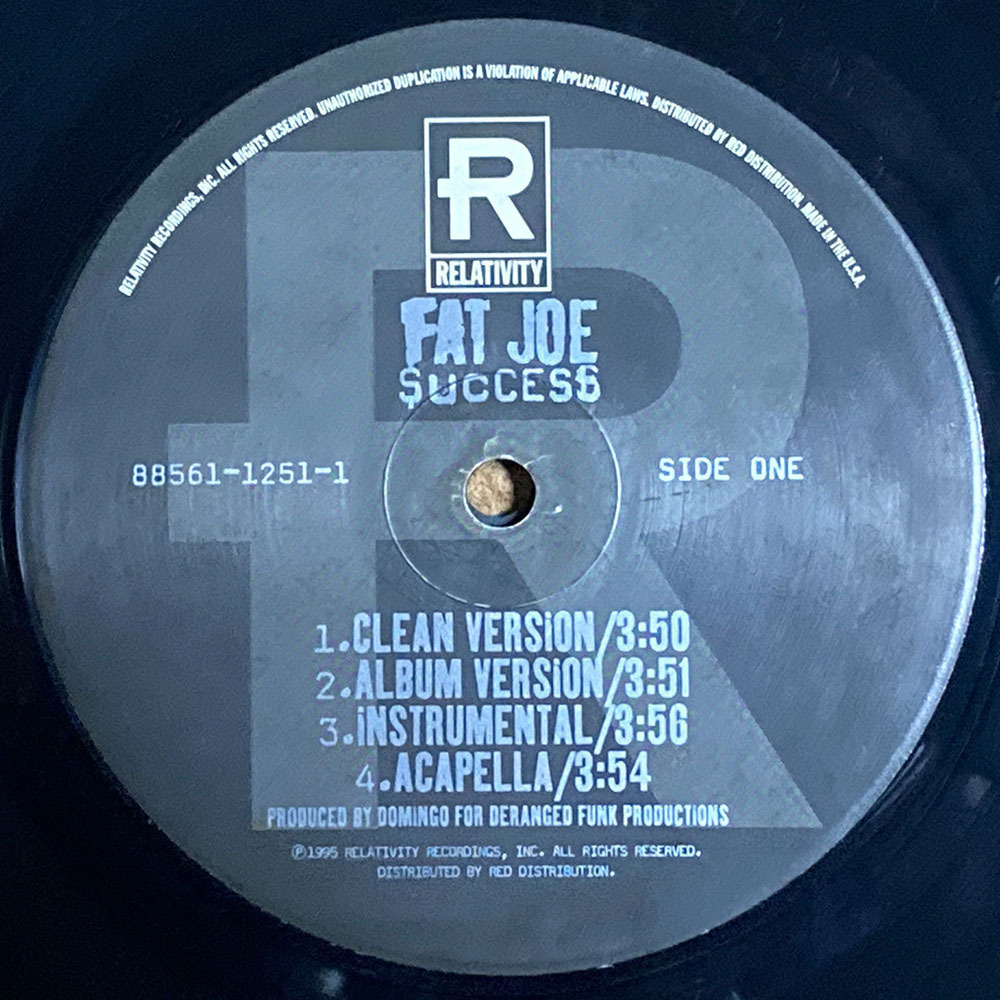 RELATIVITY RECORDINGS, INC. ALL RIGHTS RESERVED. UNAUTHORIZED DUPLICATION IS A VIOLATION OF APPLICABLE LAWS. DISTRIBUTED BY RED DISTRIBUTION. MADE IN THE U.S.A.
R
RELATIVITY
FAT JOE
$UCCESS
88561-1251-1
SIDE ONE
1.CLEAN VERSiON/3:50
2.ALBUM VERSiON/3:51
3.iNSTRUMENTAL/3:56
4.ACAPELLA/3:54
PRODUCED BY DOMiNGO FOR DERANGED FUNK PRODUCTIONS
℗1995 RELATIVITY RECORDINGS, INC. ALL RIGHTS RESERVED.
DISTRIBUTED BY RED DISTRIBUTION.